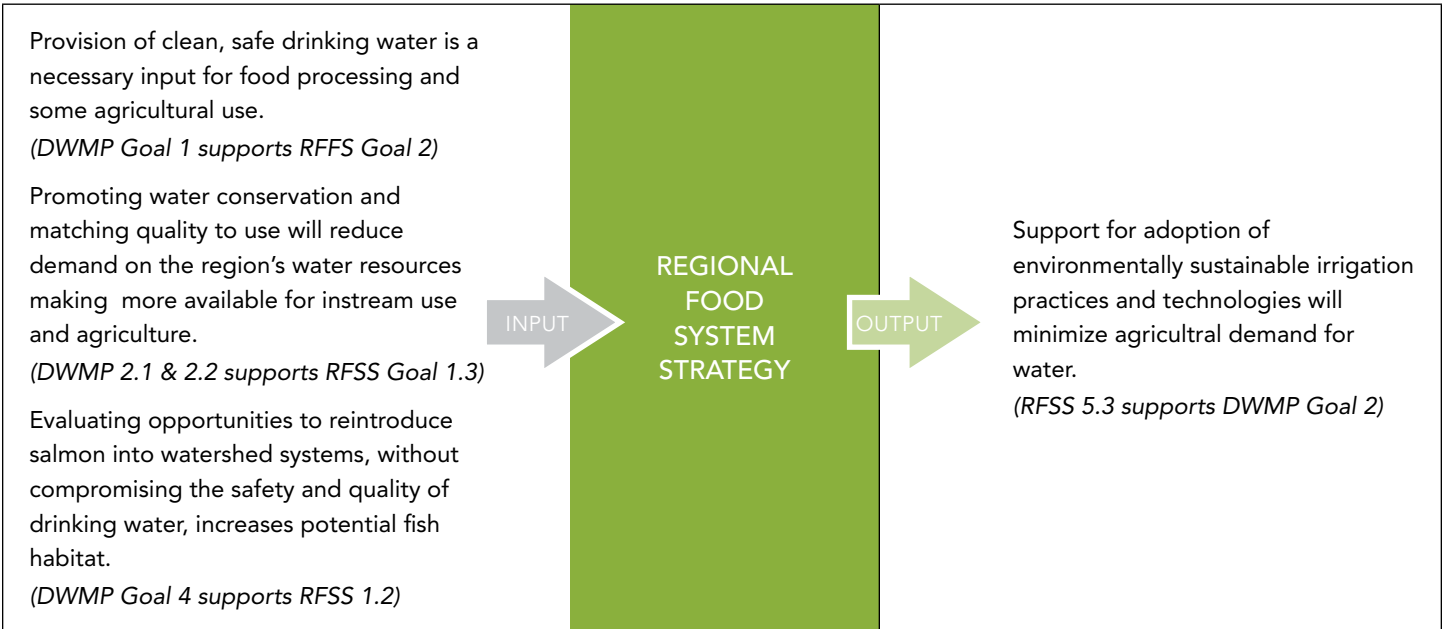 Provision of clean, safe drinking water is a
necessary input for food processing and
some agricultural use.
(DWMP Goal 1 supports RFFS Goal 2)
Promoting water conservation and
matching quality to use will reduce
demand on the region's water resources
making  more available for instream use
and agriculture.
(DWMP 2.1 & 2.2 supports RFSS Goal 1.3)
Evaluating opportunities to reintroduce
salmon into watershed systems, without
compromising the safety and quality of
drinking water, increases potential fish
habitat.
(DWMP Goal 4 supports RFSS 1.2)
INPUT
REGIONAL
FOOD
SYSTEM
STRATEGY
OUTPUT
Support for adoption of
environmentally sustainable irrigation
practices and technologies will
minimize agricultral demand for
water.
(RFSS 5.3 supports DWMP Goal 2)